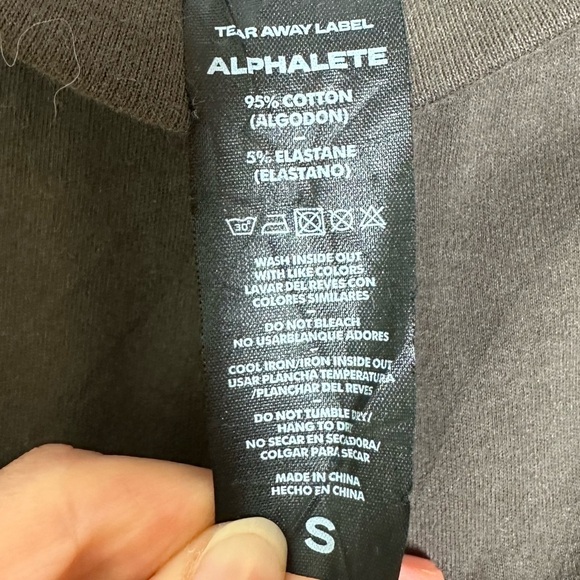 TEAR AWAY LABEL
ALPHALETE
95% COTTON
(ALGODON)
–
5% ELASTANE
(ELASTANO)
30°
WASH INSIDE OUT
WITH LIKE COLORS
LAVAR DEL REVES CON
COLORES SIMILARES
–
DO NOT BLEACH
NO USARBLANQUE ADORES
–
COOL IRON/IRON INSIDE OUT
USAR PLANCHA TEMPERATURA
/PLANCHAR DEL REVES
–
DO NOT TUMBLE DRY/
HANG TO DRY
NO SECAR EN SECADORA/
COLGAR PARA SECAR
MADE IN CHINA
HECHO EN CHINA
S